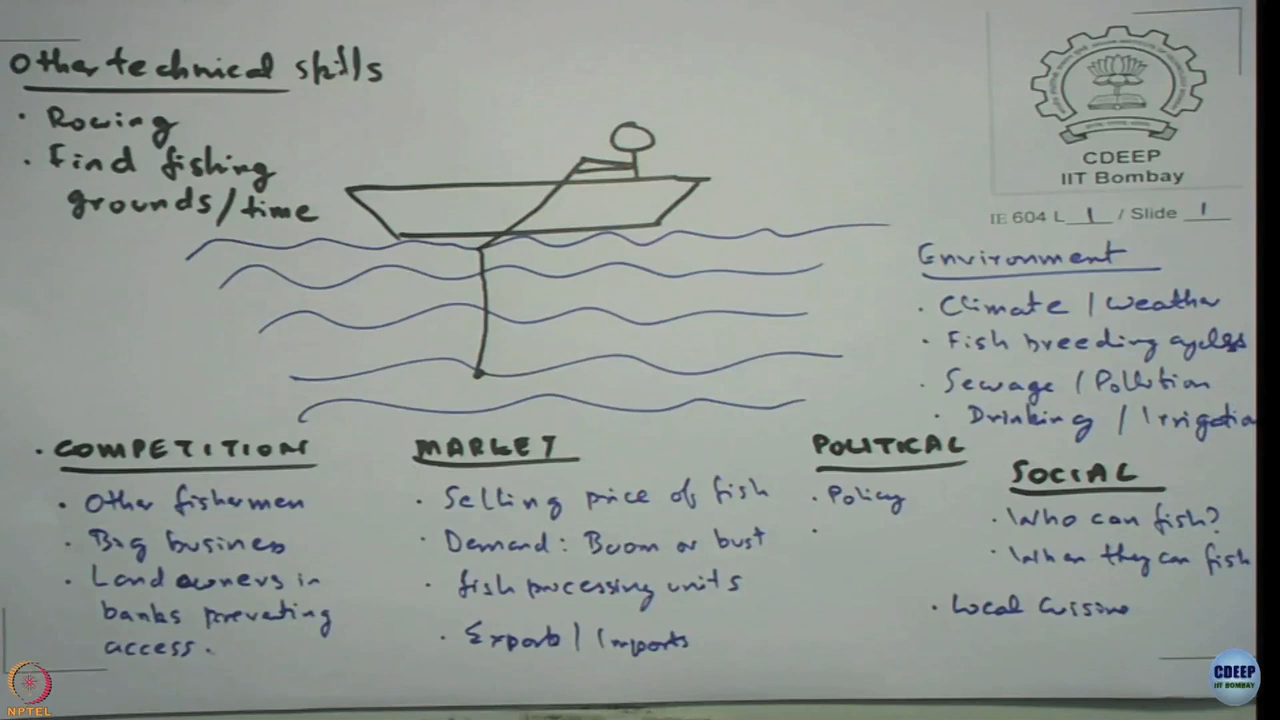 Other technical skills
• Rowing
• Find fishing
grounds/time
CDEEP
IIT Bombay
IE 604 L 1 / Slide 1
Environment
• Climate / Weather
• Fish breeding cycles
• Sewage / Pollution
• Drinking / Irrigation
• COMPETITION
• Other fishermen
• Big business
• Land owners in
banks preveting
access.
MARKET
• Selling price of fish
• Demand: Boom or bust
• fish processing units
• Exports / Imports
POLITICAL
• Policy
•
SOCIAL
• Who can fish?
• When they can fish
• Local Cuisine
NPTEL
CDEEP
IIT BOMBAY